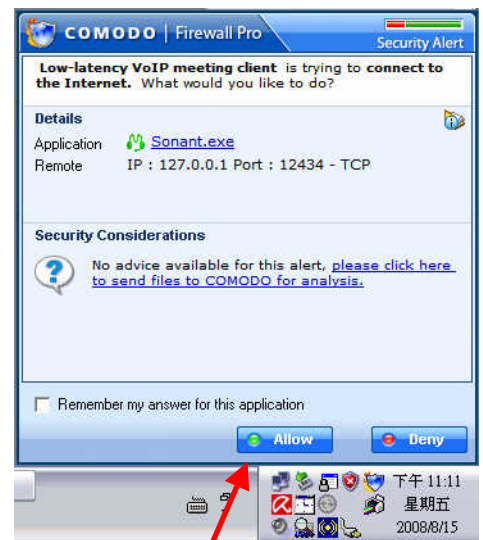 COMODO | Firewall Pro
Security Alert
Low-latency VoIP meeting client is trying to connect to
the Internet. What would you like to do?
Details
Application Sonant.exe
Remote IP : 127.0.0.1 Port : 12434 - TCP
Security Considerations
No advice available for this alert, please click here
to send files to COMODO for analysis.
Remember my answer for this application
Allow Deny
下午 11:11
星期五
2008/8/15